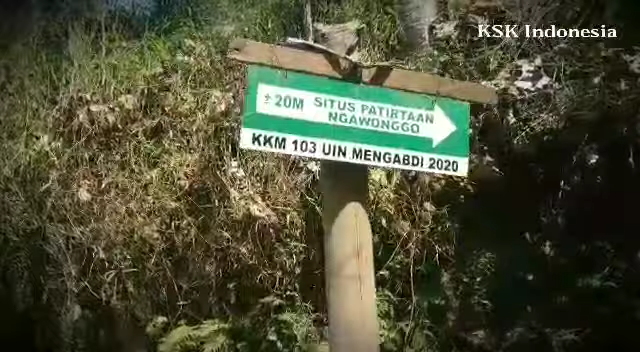 KSK Indonesia
± 20M SITUS PATIRTAAN
NGAWONGGO
KKM 103 UIN MENGABDI 2020